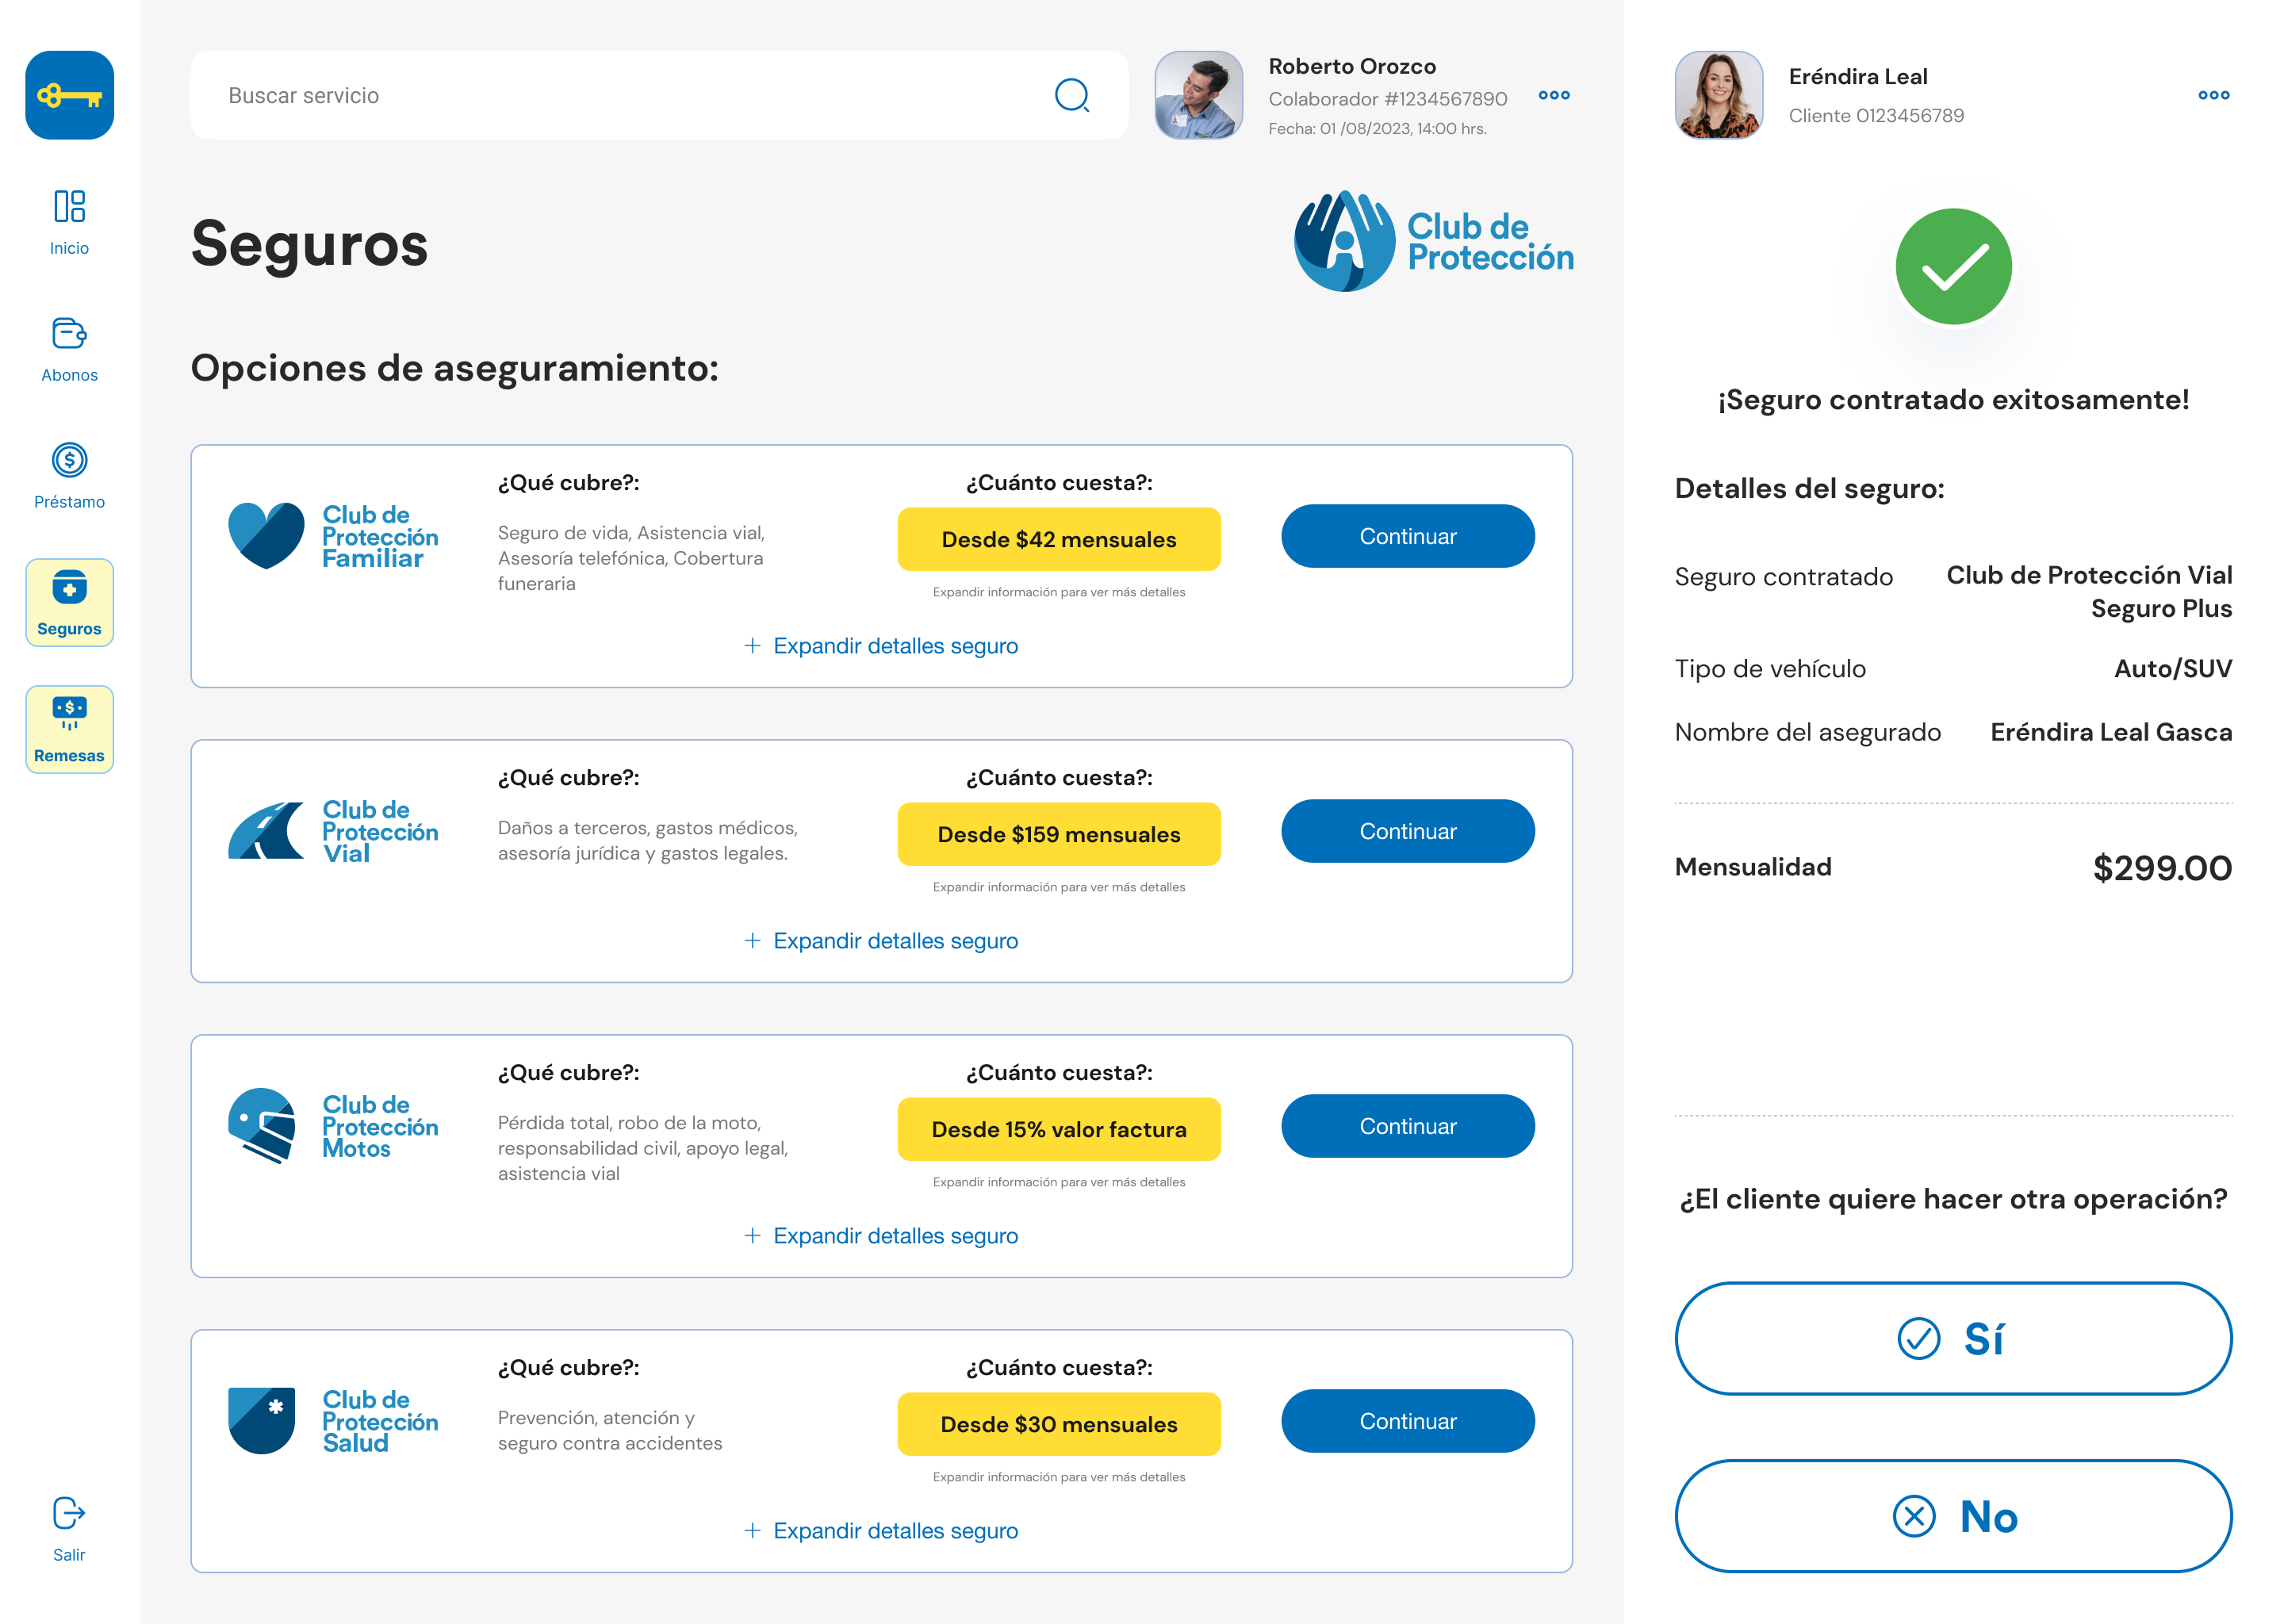 Inicio
Abonos
Préstamo
Seguros
Remesas
Salir
Buscar servicio
Roberto Orozco
Colaborador #1234567890
Fecha: 01 /08/2023, 14:00 hrs.
Seguros
Club de
Protección
Opciones de aseguramiento:
Club de
Protección
Familiar
¿Qué cubre?:
Seguro de vida, Asistencia vial,
Asesoría telefónica, Cobertura
funeraria
¿Cuánto cuesta?:
Desde $42 mensuales
Expandir información para ver más detalles
Continuar
+ Expandir detalles seguro
Club de
Protección
Vial
¿Qué cubre?:
Daños a terceros, gastos médicos,
asesoría jurídica y gastos legales.
¿Cuánto cuesta?:
Desde $159 mensuales
Expandir información para ver más detalles
Continuar
+ Expandir detalles seguro
Club de
Protección
Motos
¿Qué cubre?:
Pérdida total, robo de la moto,
responsabilidad civil, apoyo legal,
asistencia vial
¿Cuánto cuesta?:
Desde 15% valor factura
Expandir información para ver más detalles
Continuar
+ Expandir detalles seguro
Club de
Protección
Salud
¿Qué cubre?:
Prevención, atención y
seguro contra accidentes
¿Cuánto cuesta?:
Desde $30 mensuales
Expandir información para ver más detalles
Continuar
+ Expandir detalles seguro
Eréndira Leal
Cliente 0123456789
¡Seguro contratado exitosamente!
Detalles del seguro:
Seguro contratado Club de Protección Vial
Seguro Plus
Tipo de vehículo Auto/SUV
Nombre del asegurado Eréndira Leal Gasca
Mensualidad $299.00
¿El cliente quiere hacer otra operación?
Sí
No